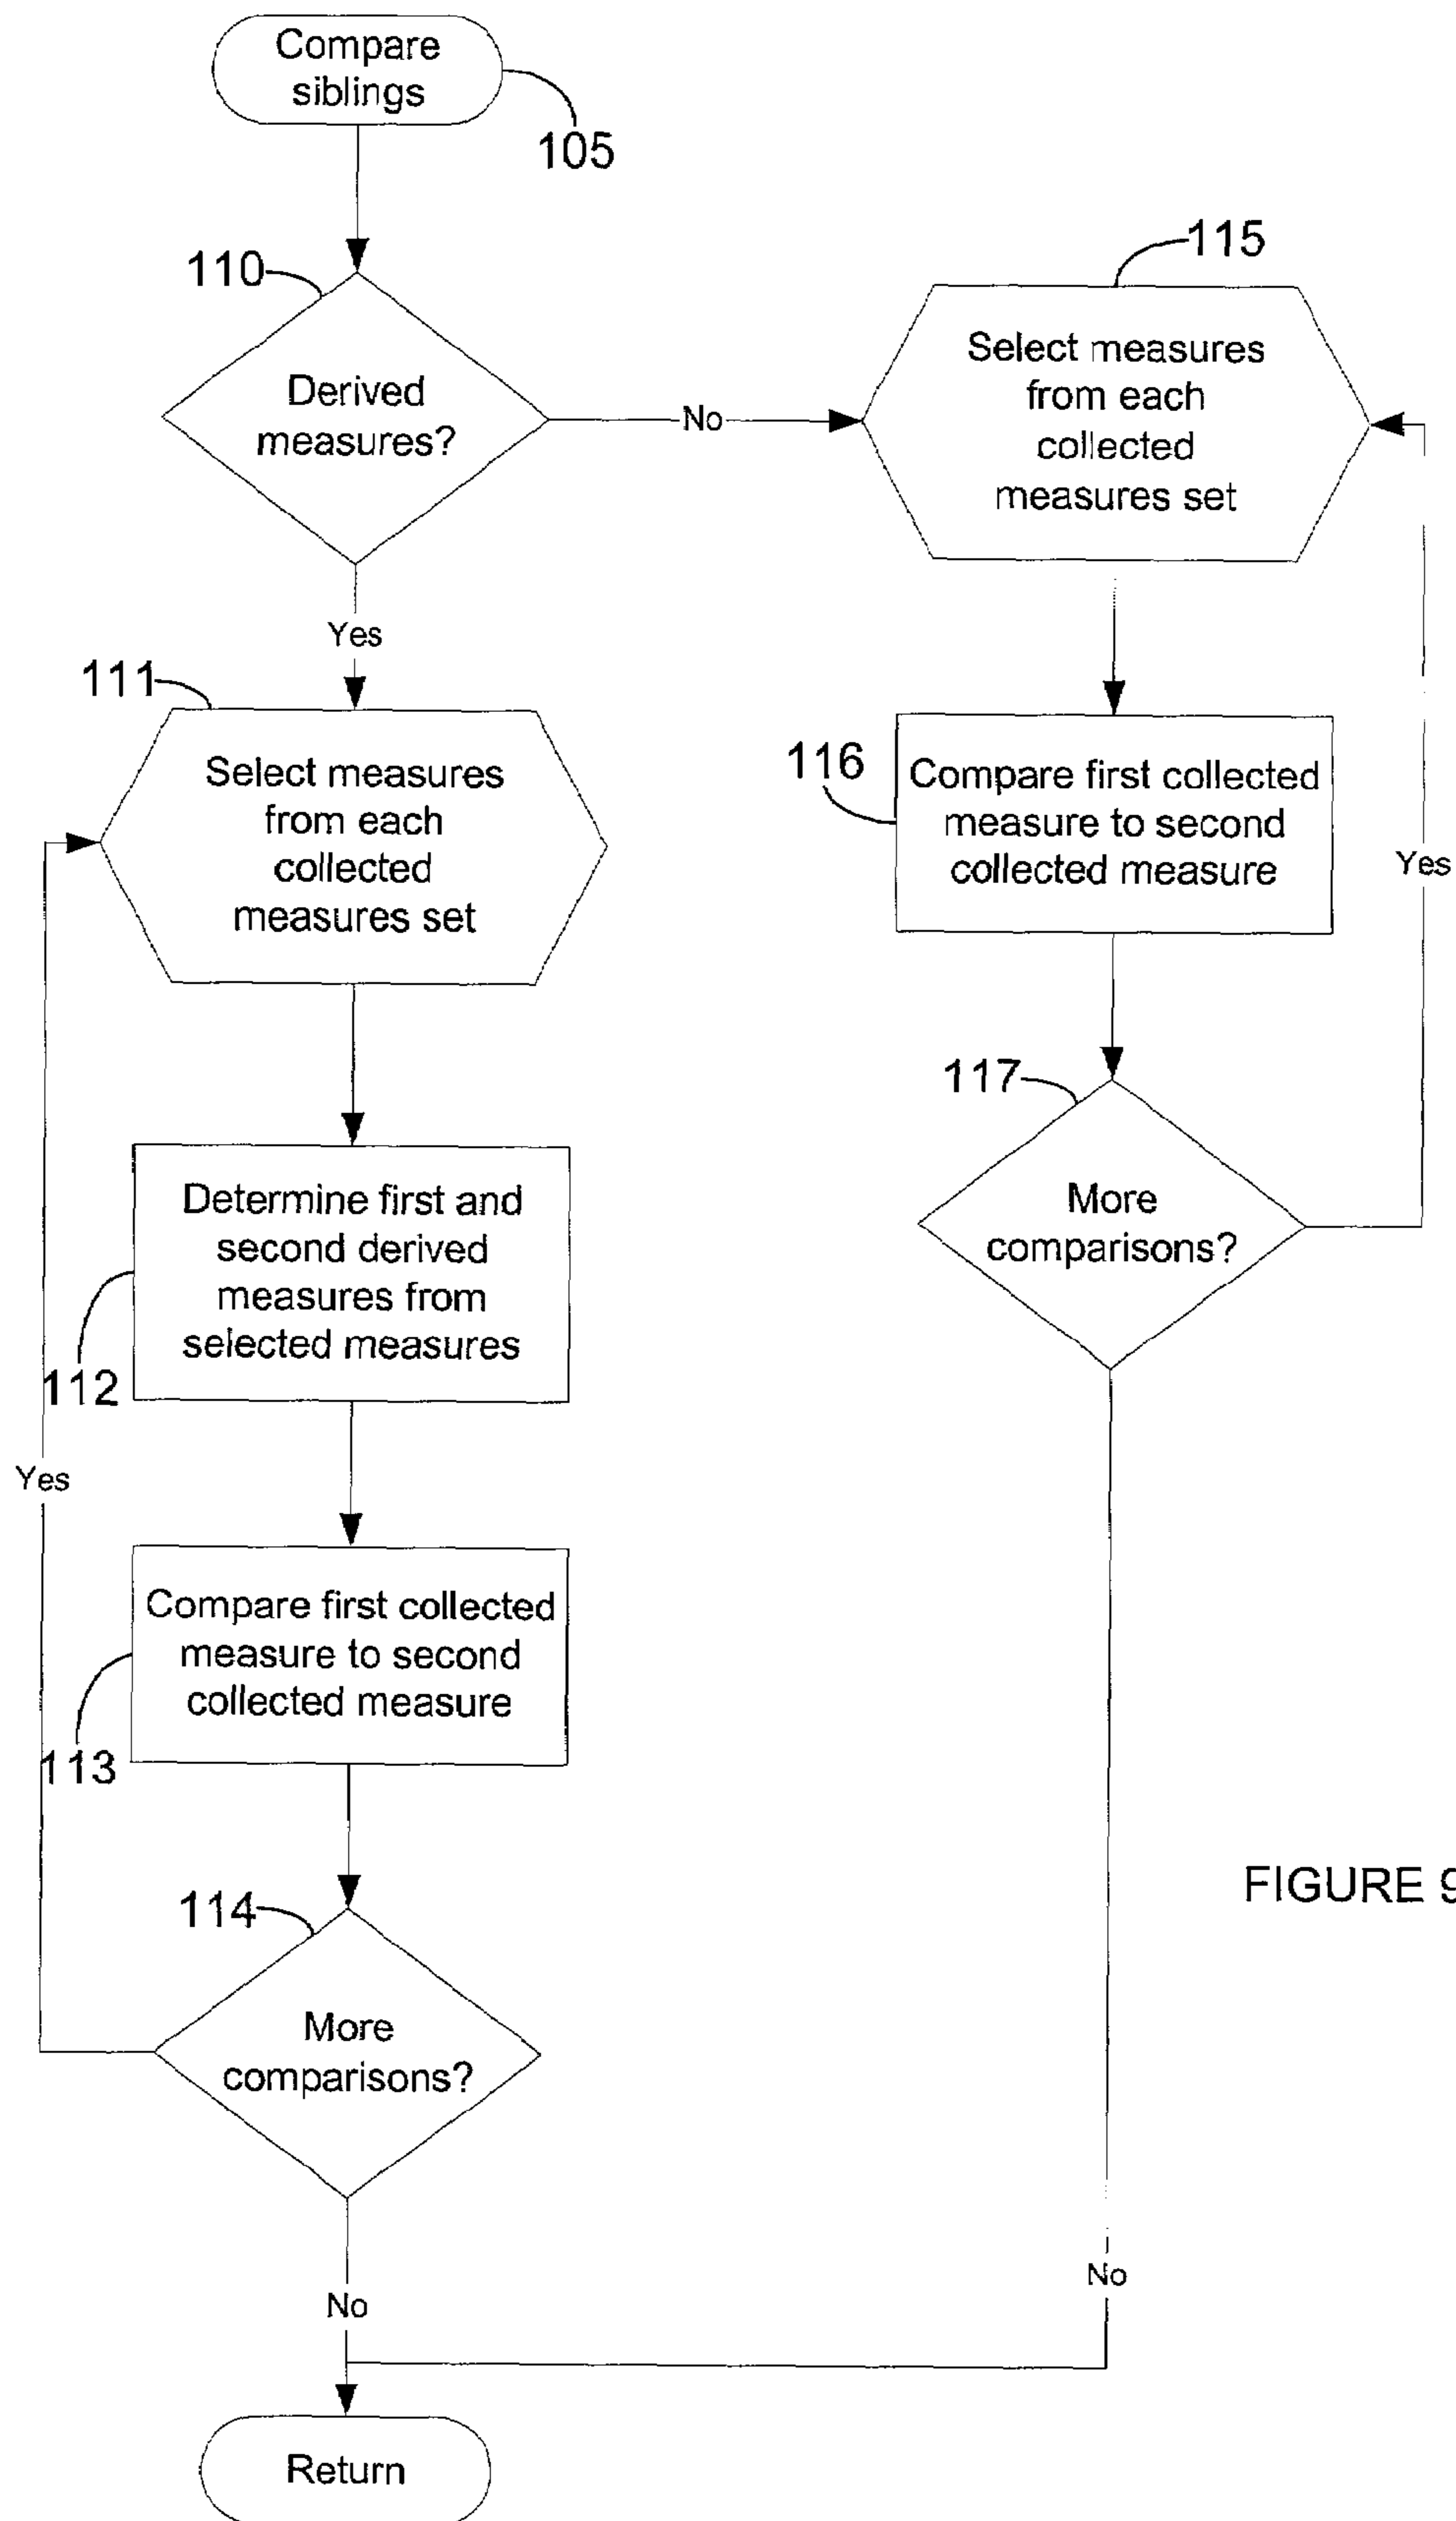 Compare
siblings
105
110
Derived
measures?
No
115
Select measures
from each
collected
measures set
Yes
111
Select measures
from each
collected
measures set
116
Compare first collected
measure to second
collected measure
Yes
117
More
comparisons?
Determine first and
second derived
measures from
selected measures
112
Yes
Compare first collected
measure to second
collected measure
113
114
More
comparisons?
FIGURE 9
No
No
Return